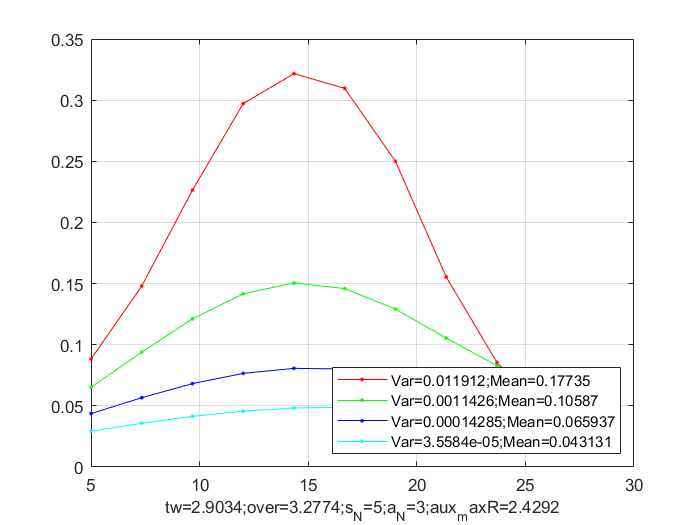 0.35
0.3
0.25
0.2
0.15
0.1
0.05
0
5
10
15
20
25
30
Var=0.011912;Mean=0.17735
Var=0.0011426;Mean=0.10587
Var=0.00014285;Mean=0.065937
Var=3.5584e-05;Mean=0.043131
tw=2.9034;over=3.2774;s_N=5;a_N=3;aux_maxR=2.4292